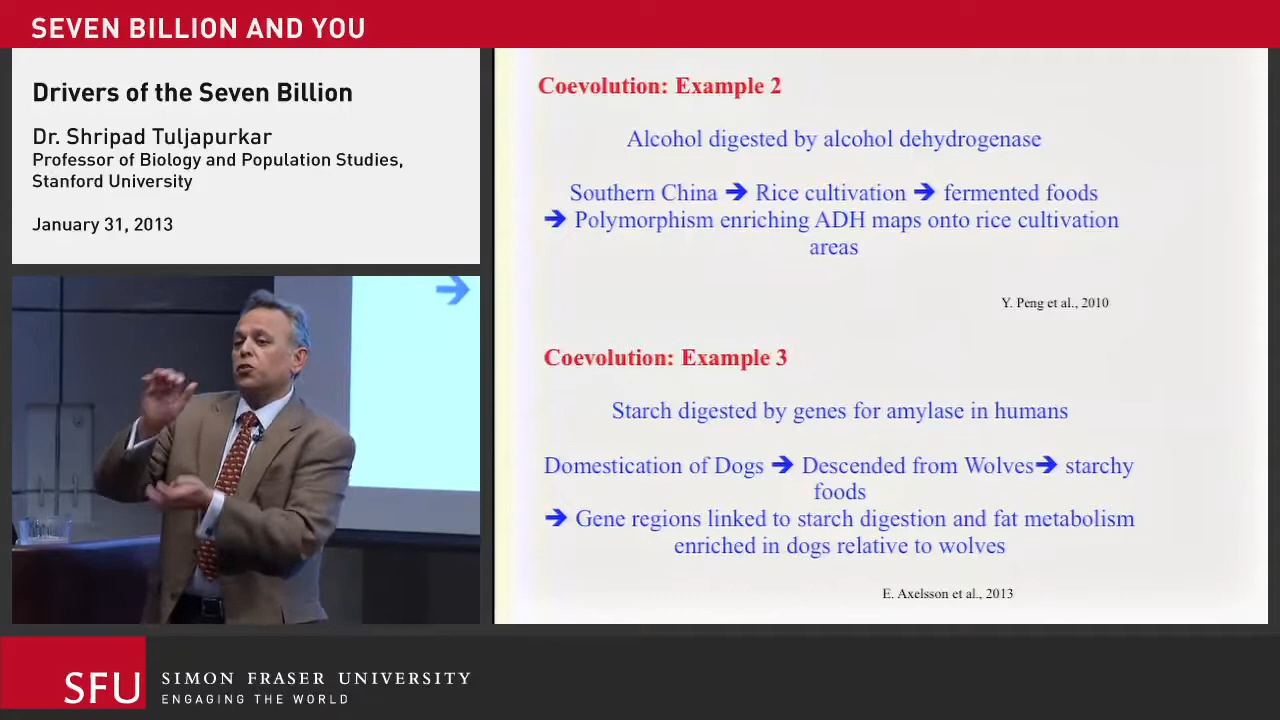 SEVEN BILLION AND YOU
Drivers of the Seven Billion
Dr. Shripad Tuljapurkar
Professor of Biology and Population Studies,
Stanford University
January 31, 2013
Coevolution: Example 2
Alcohol digested by alcohol dehydrogenase
Southern China ➔ Rice cultivation ➔ fermented foods
➔ Polymorphism enriching ADH maps onto rice cultivation
areas
Y. Peng et al., 2010
Coevolution: Example 3
Starch digested by genes for amylase in humans
Domestication of Dogs ➔ Descended from Wolves➔ starchy
foods
➔ Gene regions linked to starch digestion and fat metabolism
enriched in dogs relative to wolves
E. Axelsson et al., 2013
SFU
SIMON FRASER UNIVERSITY
ENGAGING THE WORLD